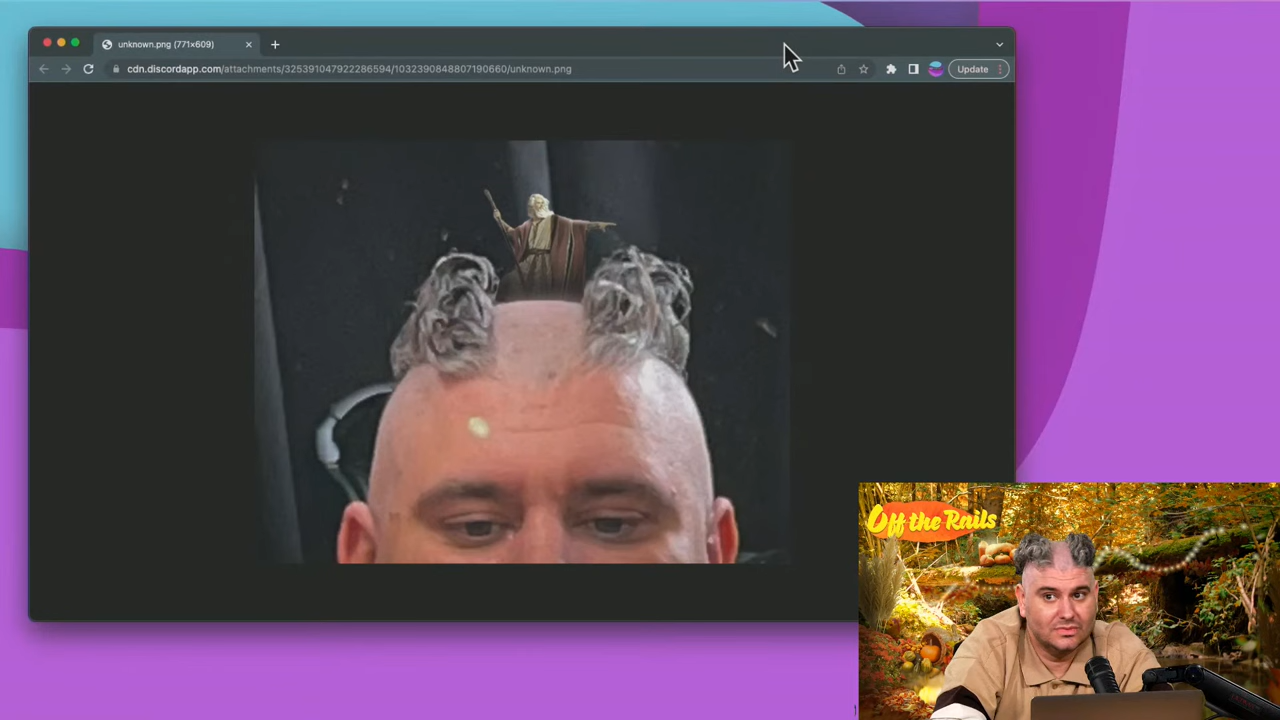 unknown.png (771×609)
cdn.discordapp.com/attachments/325391047922286594/1032390848807190660/unknown.png
Update
Off the Rails